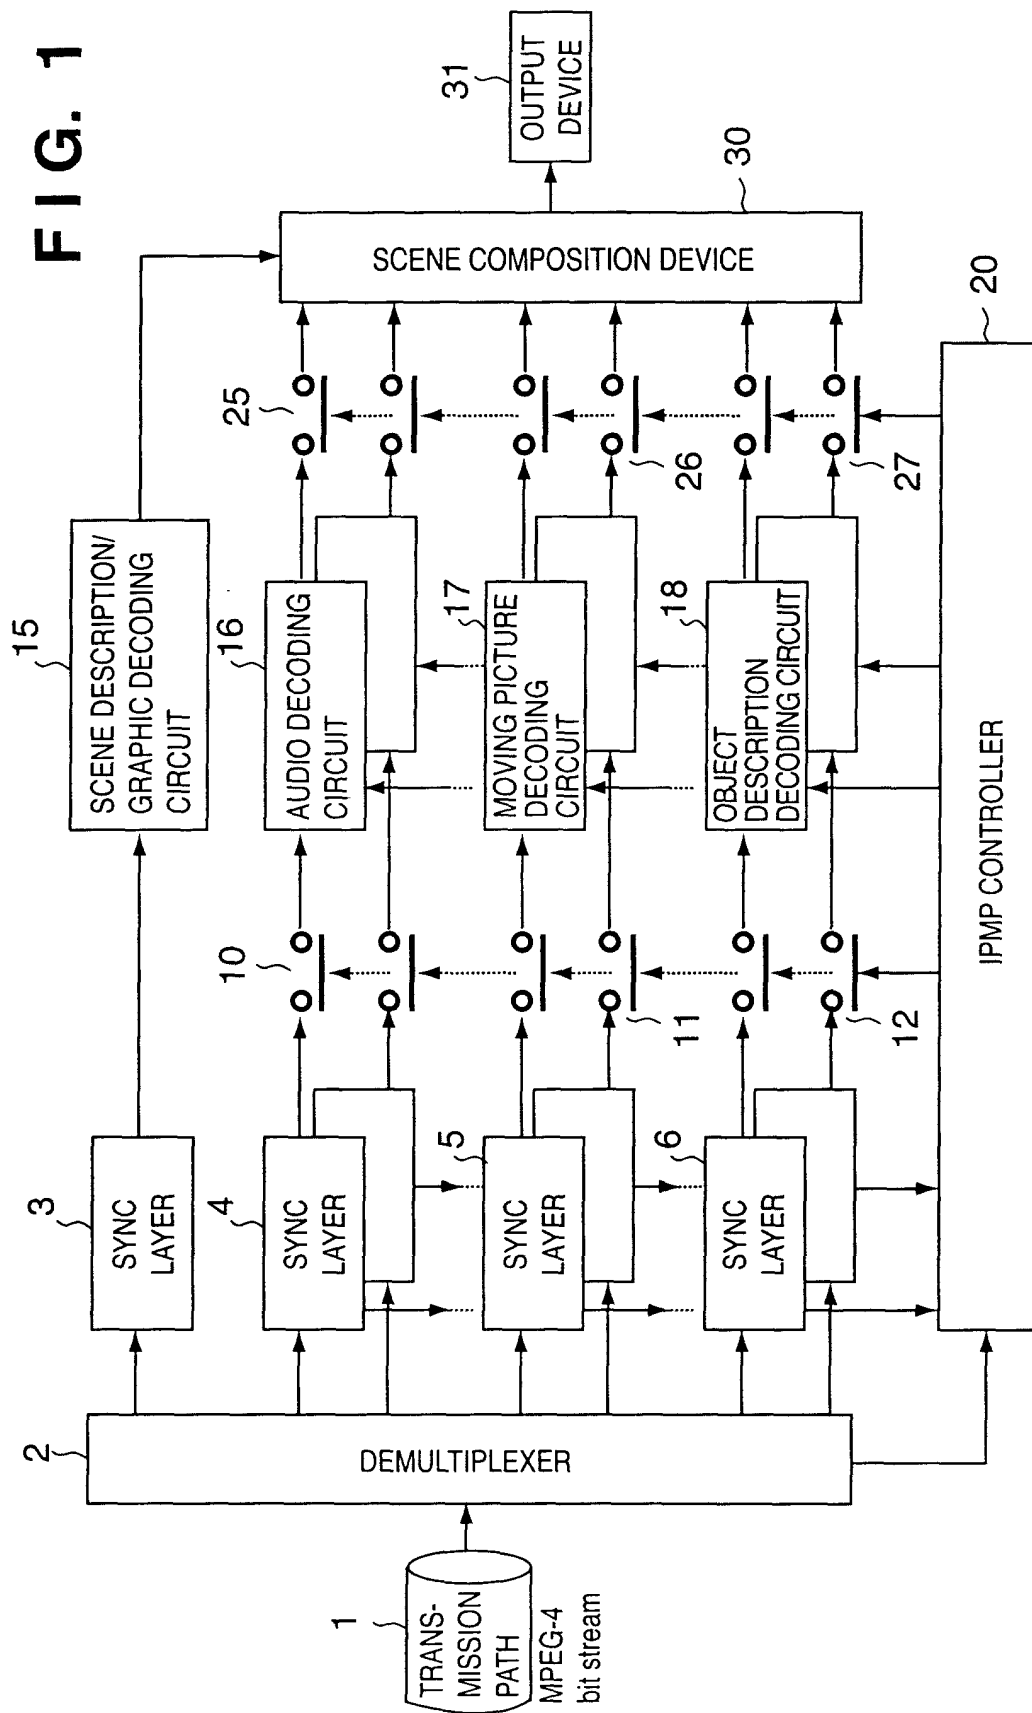 FIG. 1
1
TRANS-
MISSION
PATH
MPEG-4
bit stream
2
DEMULTIPLEXER
3
SYNC
LAYER
4
SYNC
LAYER
5
SYNC
LAYER
6
SYNC
LAYER
10
11
12
15
SCENE DESCRIPTION/
GRAPHIC DECODING
CIRCUIT
16
AUDIO DECODING
CIRCUIT
17
MOVING PICTURE
DECODING
CIRCUIT
18
OBJECT
DESCRIPTION
DECODING CIRCUIT
20
IPMP CONTROLLER
25
26
27
30
SCENE COMPOSITION DEVICE
31
OUTPUT
DEVICE